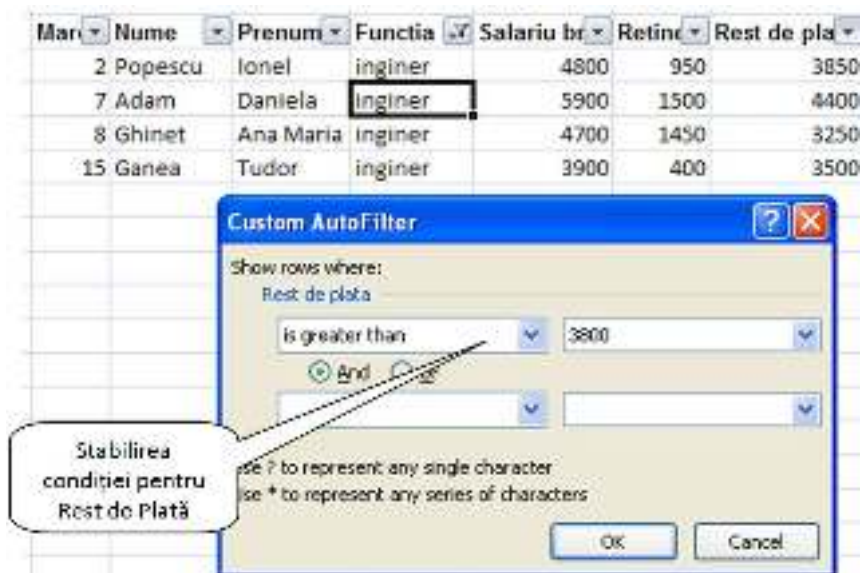 Mar Nume Prenum Functia Salariu br Retine Rest de pla
2 Popescu Ionel inginer 4800 950 3850
7 Adam Daniela inginer 5900 1500 4400
8 Ghinet Ana Maria inginer 4700 1450 3250
15 Ganea Tudor inginer 3900 400 3500
Custom AutoFilter
Show rows where:
Rest de plata
is greater than 3800
And
Stabilirea
condiției pentru
Rest de Plată
se ? to represent any single character
se * to represent any series of characters
OK Cancel